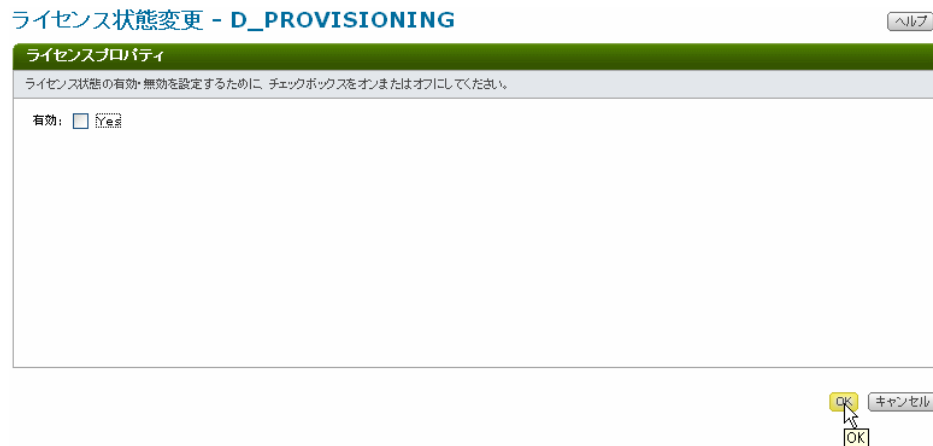 ライセンス状態変更 - D_PROVISIONING
ヘルプ
ライセンスプロパティ
ライセンス状態の有効・無効を設定するために、チェックボックスをオンまたはオフにしてください。
有効: Yes
OK キャンセル
OK